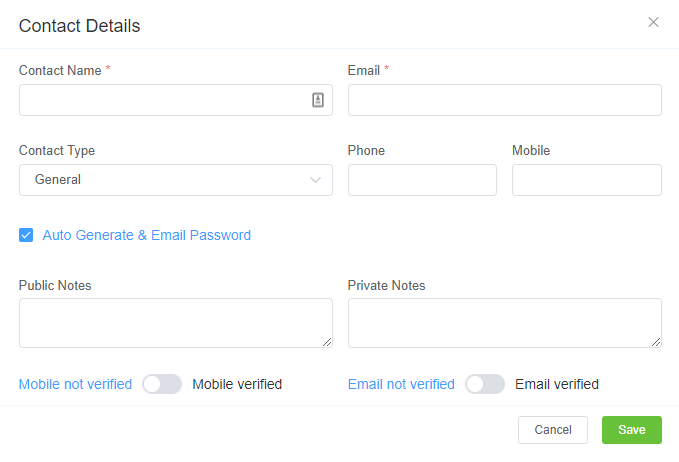 Contact Details
Contact Name *
Email *
Contact Type
Phone
Mobile
General
Auto Generate & Email Password
Public Notes
Private Notes
Mobile not verified Mobile verified
Email not verified Email verified
Cancel
Save